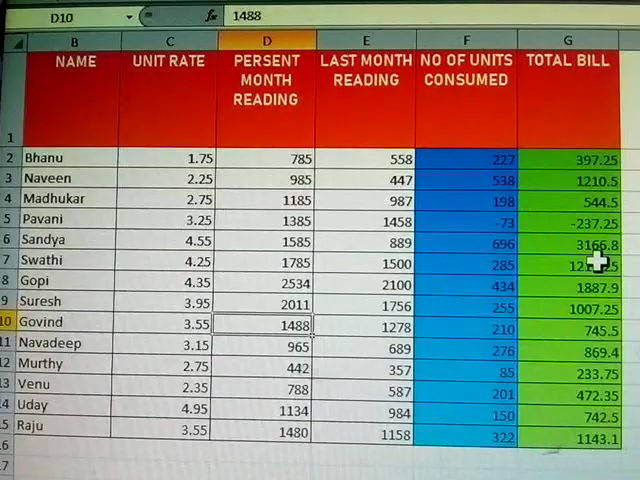 D10 fx 1488
B C D E F G
1 NAME UNIT RATE PERSENT MONTH READING LAST MONTH READING NO OF UNITS CONSUMED TOTAL BILL
2 Bhanu 1.75 785 558 227 397.25
3 Naveen 2.25 985 447 538 1210.5
4 Madhukar 2.75 1185 987 198 544.5
5 Pavani 3.25 1385 1458 -73 -237.25
6 Sandya 4.55 1585 889 696 3166.8
7 Swathi 4.25 1785 1500 285
8 Gopi 4.35 2534 2100 434 1887.9
9 Suresh 3.95 2011 1756 255 1007.25
10 Govind 3.55 1488 1278 210 745.5
11 Navadeep 3.15 965 689 276 869.4
12 Murthy 2.75 442 357 85 233.75
13 Venu 2.35 788 587 201 472.35
14 Uday 4.95 1134 984 150 742.5
15 Raju 3.55 1480 1158 322 1143.1
16
17